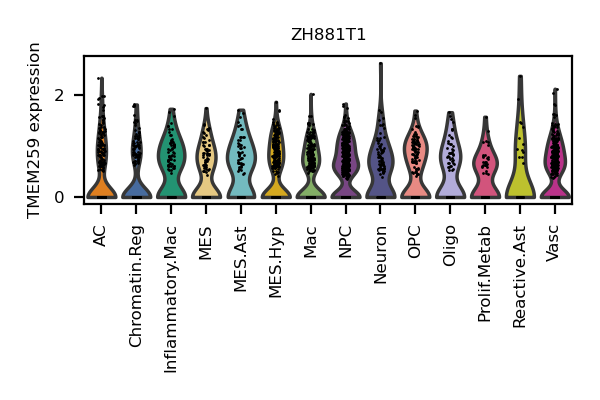 ZH881T1
TMEM259 expression
2
0
AC
Chromatin.Reg
Inflammatory.Mac
MES
MES.Ast
MES.Hyp
Mac
NPC
Neuron
OPC
Oligo
Prolif.Metab
Reactive.Ast
Vasc